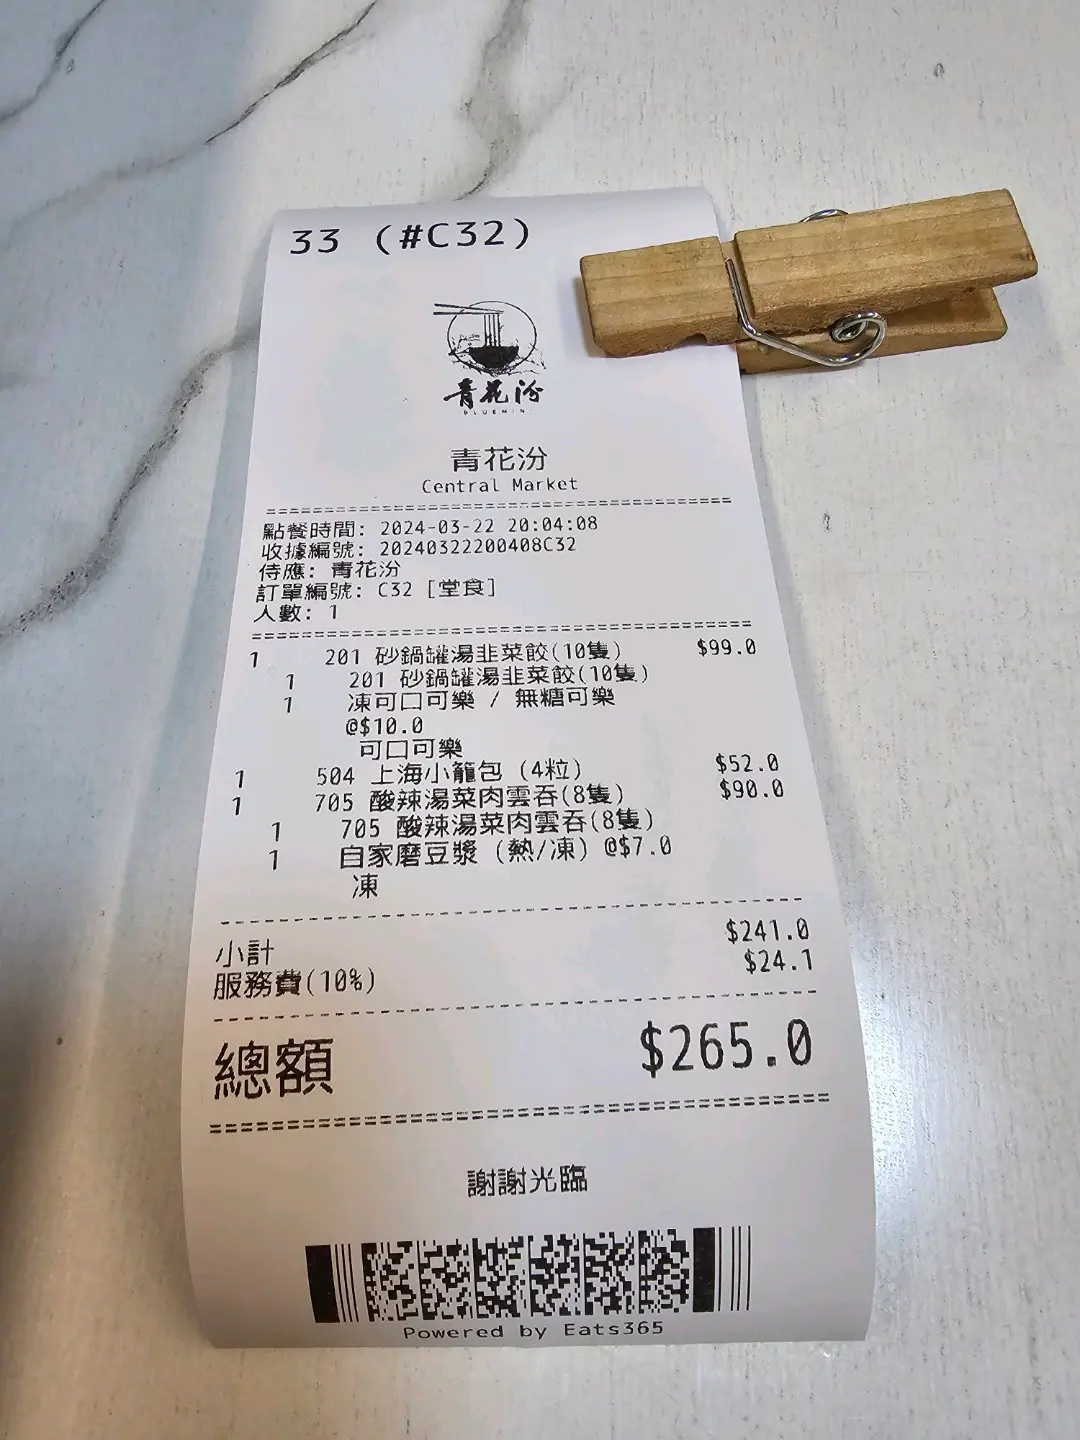 33 (#C32)
青花汾
BLUEMIN
青花汾
Central Market
點餐時間: 2024-03-22 20:04:08
收據編號: 20240322200408C32
侍應: 青花汾
訂單編號: C32 [堂食]
人數: 1
1 201 砂鍋罐湯韭菜餃(10隻) $99.0
1 201 砂鍋罐湯韭菜餃(10隻)
1 凍可口可樂 / 無糖可樂
@$10.0
可口可樂
1 504 上海小籠包 (4粒) $52.0
1 705 酸辣湯菜肉雲吞(8隻) $90.0
1 705 酸辣湯菜肉雲吞(8隻)
1 自家磨豆漿 (熱/凍) @$7.0
凍
小計 $241.0
服務費(10%) $24.1
總額 $265.0
謝謝光臨
Powered by Eats365